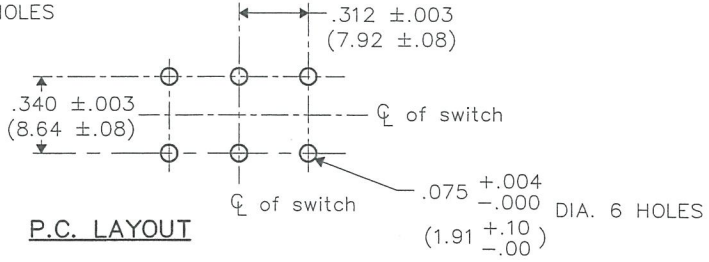 HOLES
.312 ±.003
(7.92 ±.08)
.340 ±.003
(8.64 ±.08)
℄ of switch
℄ of switch
.075 +.004 -.000 DIA. 6 HOLES
(1.91 +.10 -.00)
P.C. LAYOUT